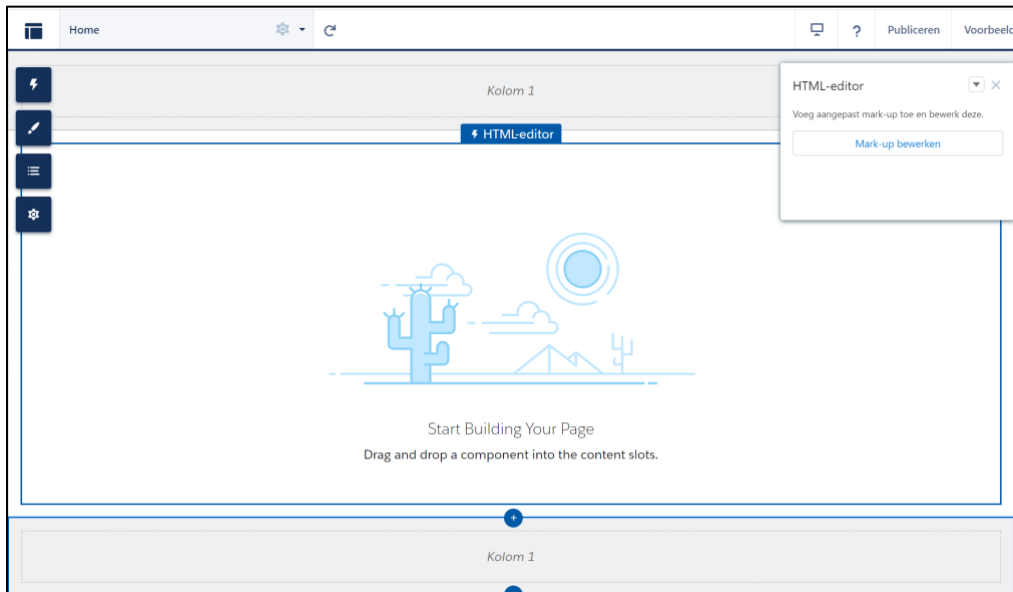 Home
?
Publiceren
Voorbeeld
Kolom 1
HTML-editor
HTML-editor
Voeg aangepast mark-up toe en bewerk deze.
Mark-up bewerken
Start Building Your Page
Drag and drop a component into the content slots.
Kolom 1